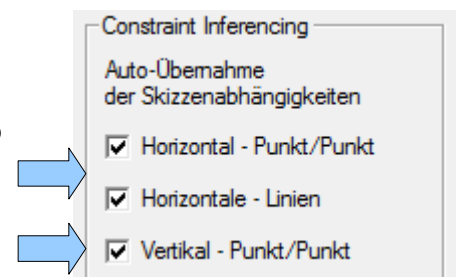 Constraint Inferencing
Auto-Übernahme
der Skizzenabhängigkeiten
Horizontal - Punkt/Punkt
Horizontale - Linien
Vertikal - Punkt/Punkt